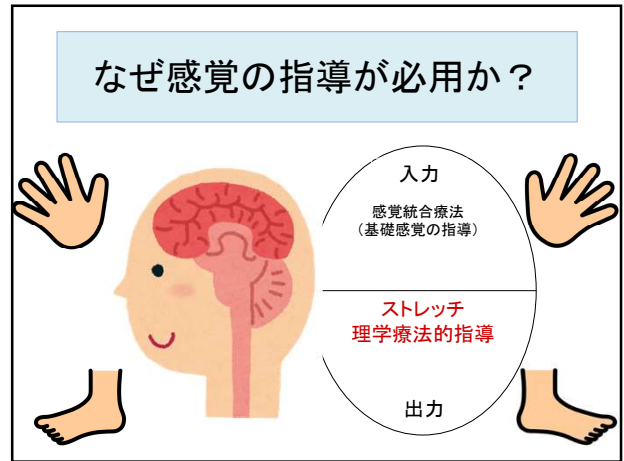 なぜ感覚の指導が必用か？
入力
感覚統合療法
（基礎感覚の指導）
ストレッチ
理学療法的指導
出力